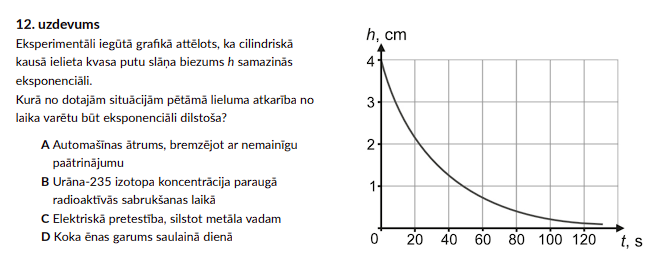 12. uzdevums
Eksperimentāli iegūtā grafikā attēlots, ka cilindriskā
kausā ielieta kvasa putu slāņa biezums h samazinās
eksponenciāli.
Kurā no dotajām situācijām pētāmā lieluma atkarība no
laika varētu būt eksponenciāli dilstoša?
A Automašīnas ātrums, bremzējot ar nemainīgu
paātrinājumu
B Urāna-235 izotopa koncentrācija paraugā
radioaktīvās sabrukšanas laikā
C Elektriskā pretestība, silstot metāla vadam
D Koka ēnas garums saulainā dienā
h, cm
4
3
2
1
0 20 40 60 80 100 120 t, s